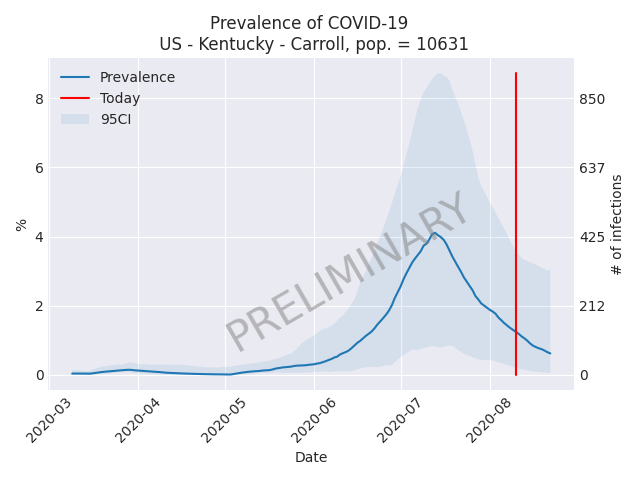 Prevalence of COVID-19
US - Kentucky - Carroll, pop. = 10631
Prevalence
Today
95CI
8
6
4
2
0
%
850
637
425
212
0
# of infections
PRELIMINARY
2020-03
2020-04
2020-05
2020-06
2020-07
2020-08
Date